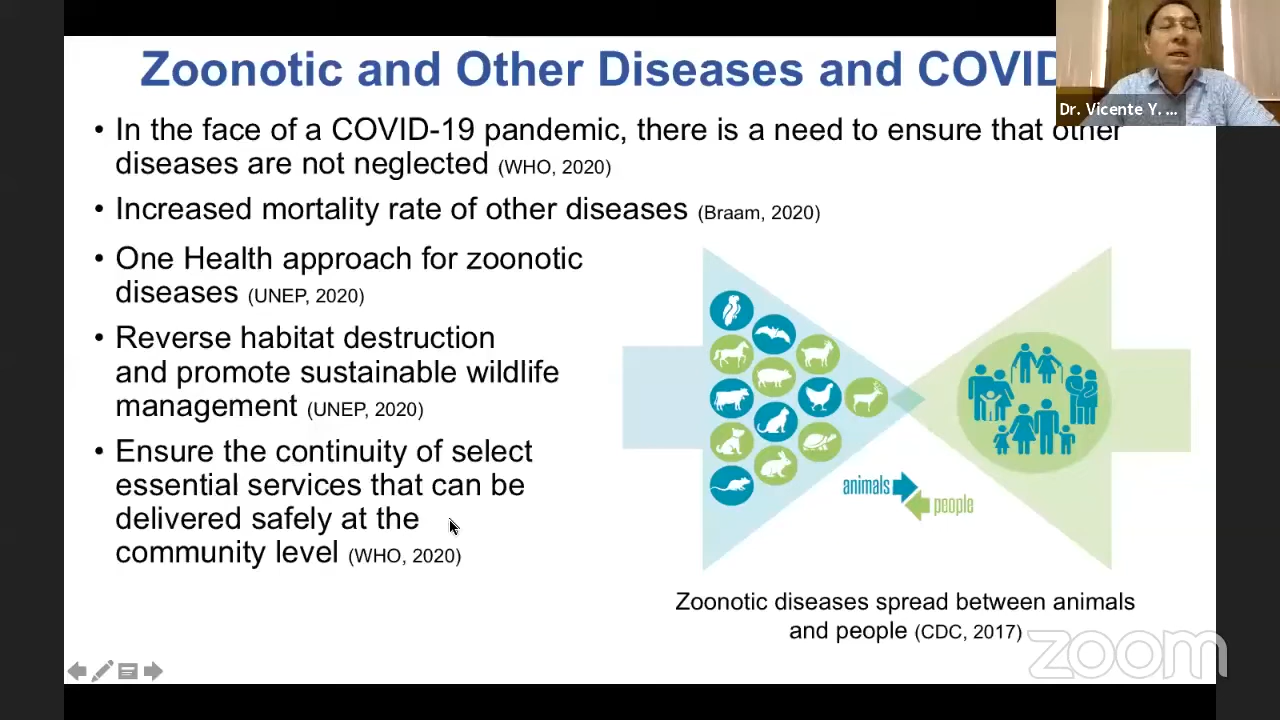 Zoonotic and Other Diseases and COVID
Dr. Vicente Y. ...
• In the face of a COVID-19 pandemic, there is a need to ensure that other
diseases are not neglected (WHO, 2020)
• Increased mortality rate of other diseases (Braam, 2020)
• One Health approach for zoonotic
diseases (UNEP, 2020)
• Reverse habitat destruction
and promote sustainable wildlife
management (UNEP, 2020)
• Ensure the continuity of select
essential services that can be
delivered safely at the
community level (WHO, 2020)
animals
people
Zoonotic diseases spread between animals
and people (CDC, 2017)
zoom